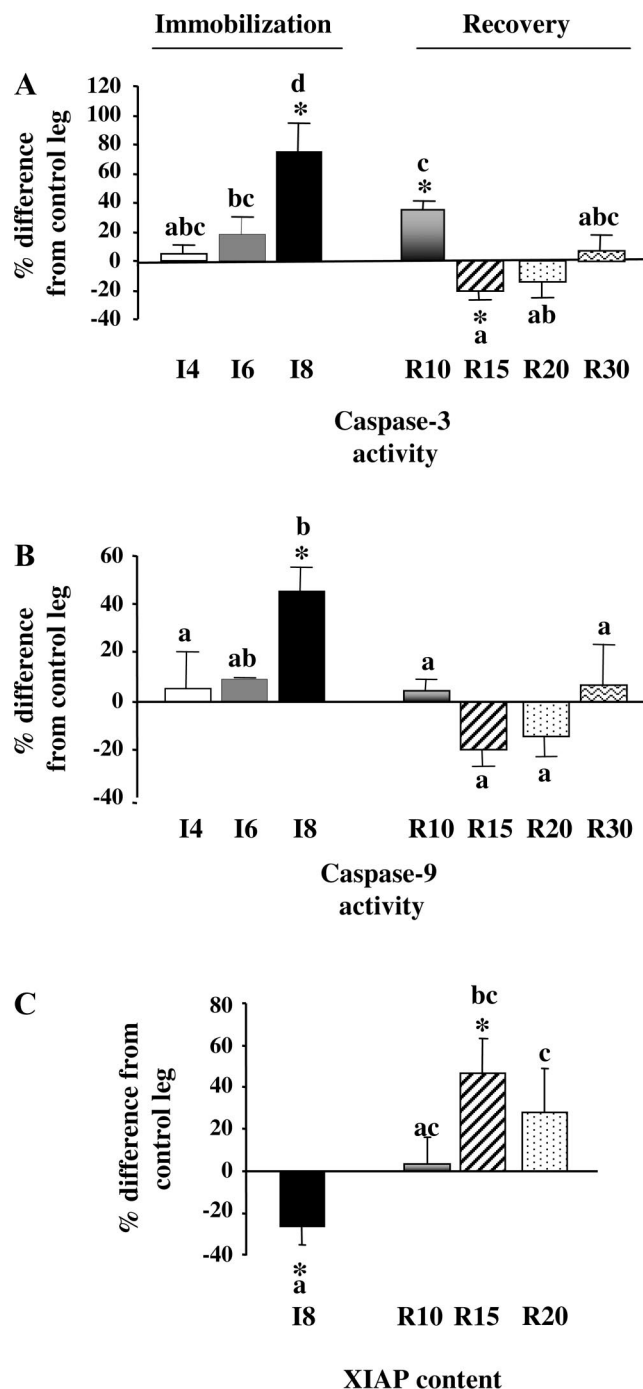 Immobilization Recovery
A
% difference
from control leg
120
100
80
60
40
20
0
-20
-40
abc
bc
d
*
c
*
*
a
ab
abc
I4 I6 I8 R10 R15 R20 R30
Caspase-3
activity
B
% difference
from control leg
60
40
20
0
-20
-40
a
ab
b
*
a
a
a
a
I4 I6 I8 R10 R15 R20 R30
Caspase-9
activity
C
% difference from
control leg
80
60
40
20
0
-20
-40
*
a
ac
bc
*
c
I8 R10 R15 R20
XIAP content